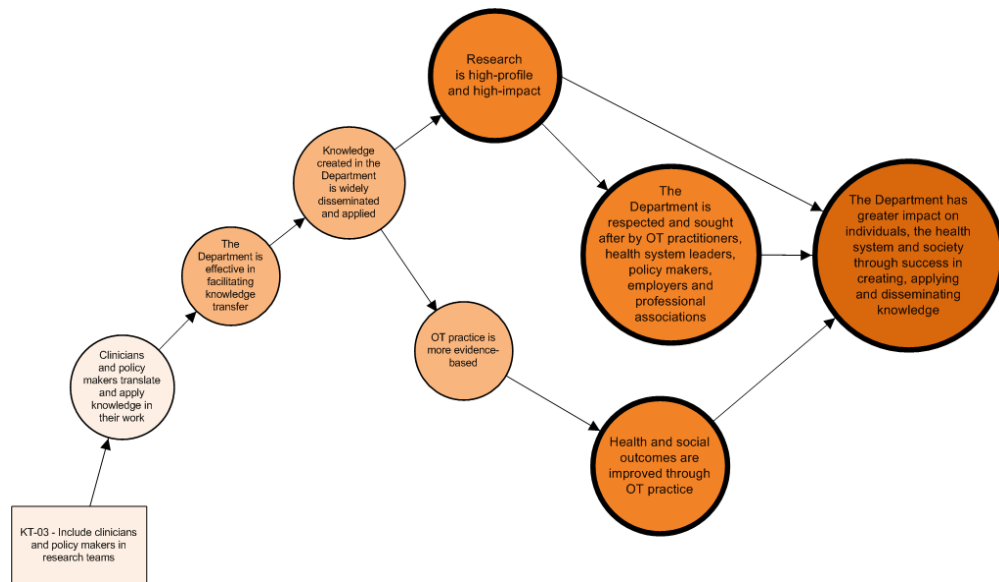 Research
is high-profile
and high-impact
Knowledge
created in the
Department
is widely
disseminated
and applied
The
Department is
respected and sought
after by OT practitioners,
health system leaders,
policy makers,
employers and
professional
associations
The Department has
greater impact on
individuals, the health
system and society
through success in
creating, applying
and disseminating
knowledge
The
Department is
effective in
facilitating
knowledge
transfer
OT practice is
more evidence-
based
Clinicians
and policy
makers translate
and apply
knowledge in
their work
Health and social
outcomes are
improved through
OT practice
KT-03 - Include clinicians
and policy makers in
research teams